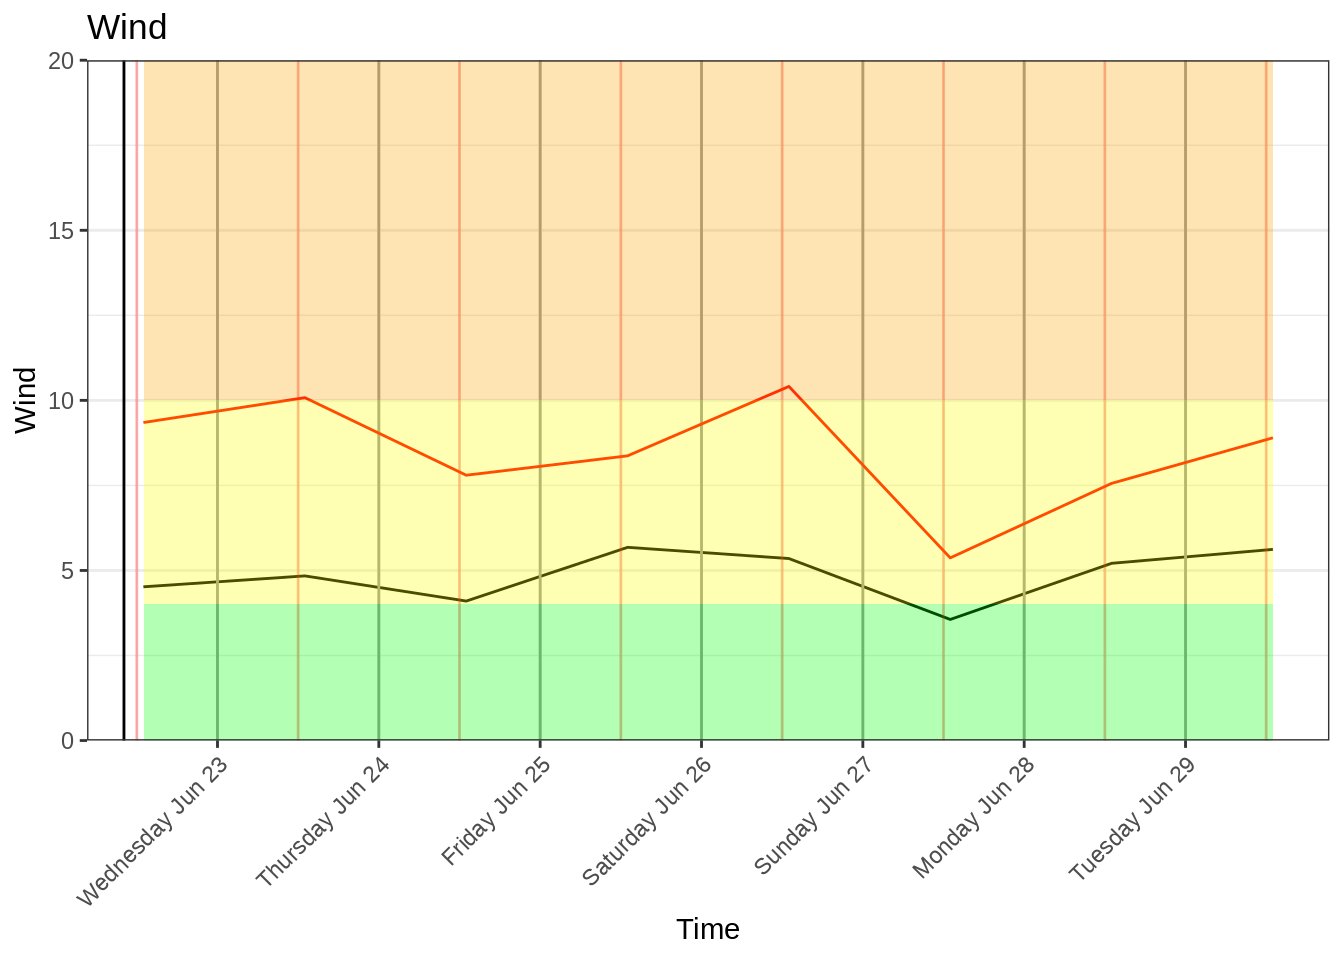 Wind
20
15
10
5
0
Wind
Wednesday Jun 23
Thursday Jun 24
Friday Jun 25
Saturday Jun 26
Sunday Jun 27
Monday Jun 28
Tuesday Jun 29
Time